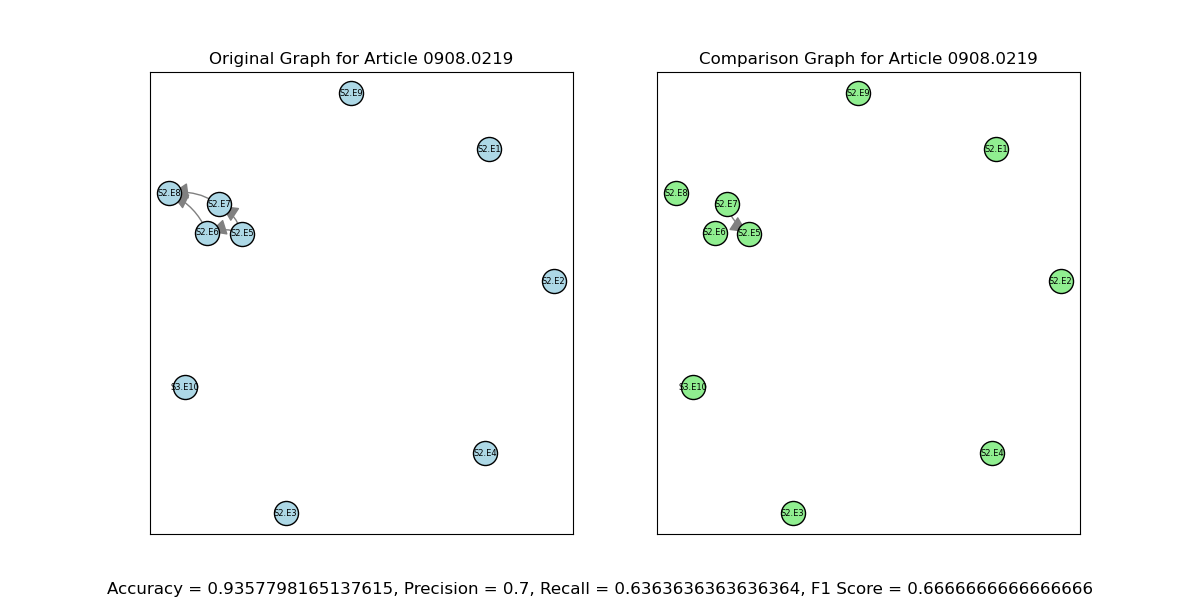 Original Graph for Article 0908.0219
S2.E9
S2.E1
S2.E8
S2.E7
S2.E6
S2.E5
S2.E2
S3.E10
S2.E4
S2.E3
Comparison Graph for Article 0908.0219
S2.E9
S2.E1
S2.E8
S2.E7
S2.E6
S2.E5
S2.E2
S3.E10
S2.E4
S2.E3
Accuracy = 0.9357798165137615, Precision = 0.7, Recall = 0.6363636363636364, F1 Score = 0.6666666666666666